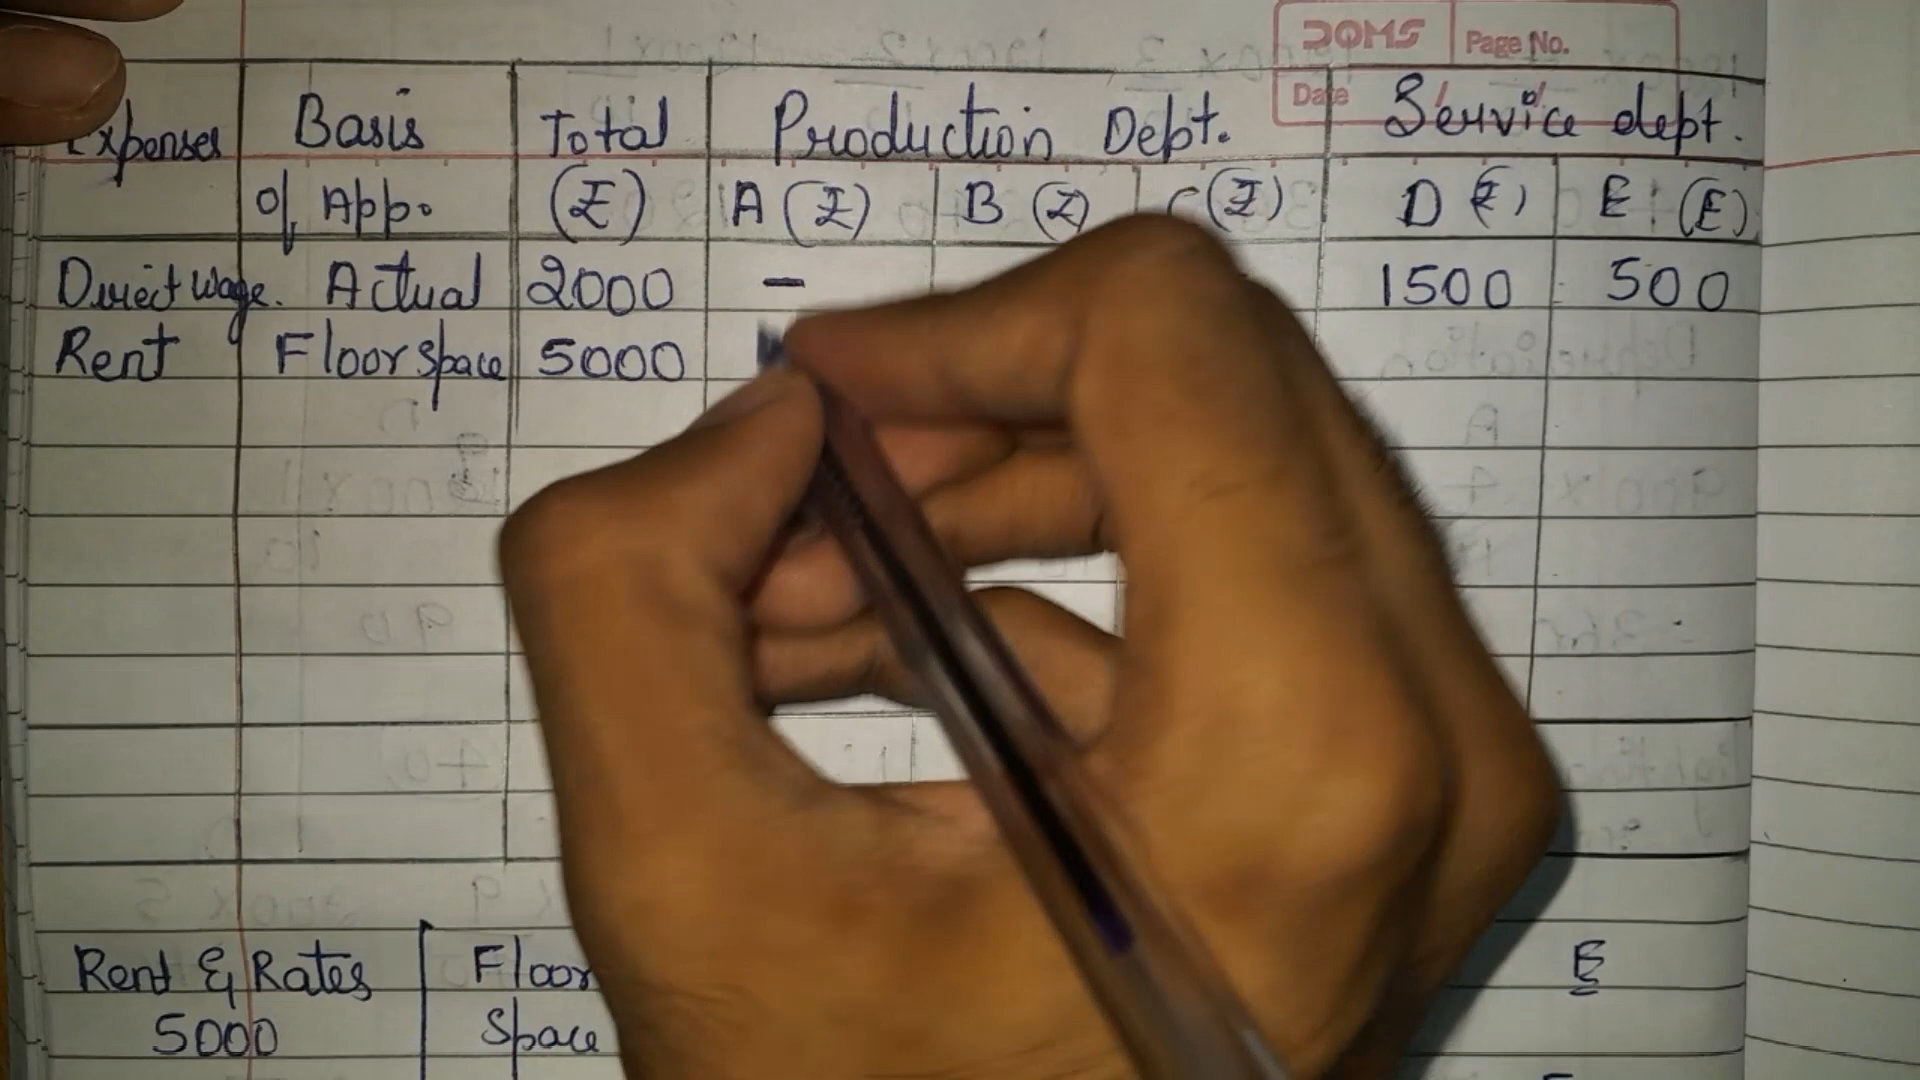 DOMS Page No.
Date
Expenses Basis Total Production Dept. Service dept.
of App. (₹) A (₹) B (₹) C (₹) D (₹) E (₹)
Direct wage. Actual 2000 - 1500 500
Rent Floor space 5000
Rent & Rates Floor E
5000 Space